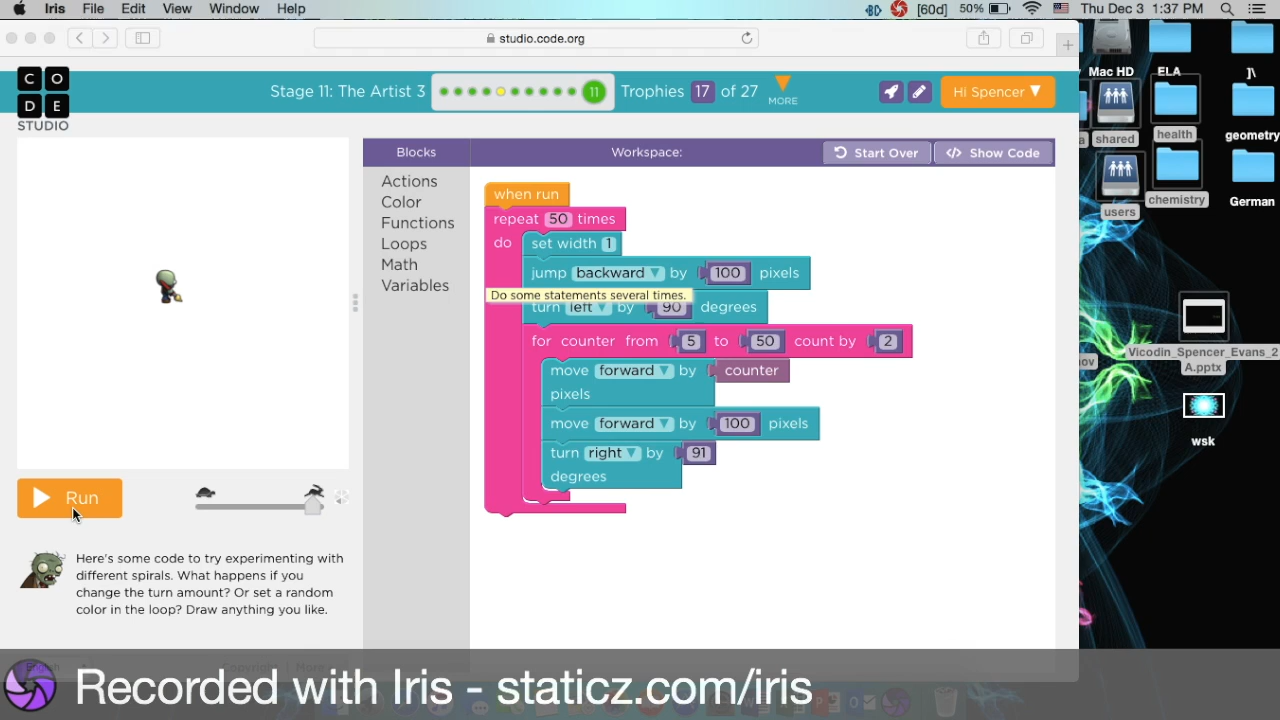 Iris File Edit View Window Help [60d] 50% Thu Dec 3 1:37 PM
studio.code.org
C O
D E
STUDIO
Stage 11: The Artist 3 11 Trophies 17 of 27 MORE Hi Spencer
Blocks Workspace: Start Over </> Show Code
Actions
Color
Functions
Loops
Math
Variables
when run
repeat 50 times
do set width 1
jump backward by 100 pixels
Do some statements several times.
turn left by 90 degrees
for counter from 5 to 50 count by 2
move forward by counter
pixels
move forward by 100 pixels
turn right by 91
degrees
Run
Here's some code to try experimenting with
different spirals. What happens if you
change the turn amount? Or set a random
color in the loop? Draw anything you like.
English Copyright More
Mac HD ELA ]\
shared health geometry
users chemistry German
Vicodin_Spencer_Evans_2
A.pptx
wsk
Recorded with Iris - staticz.com/iris